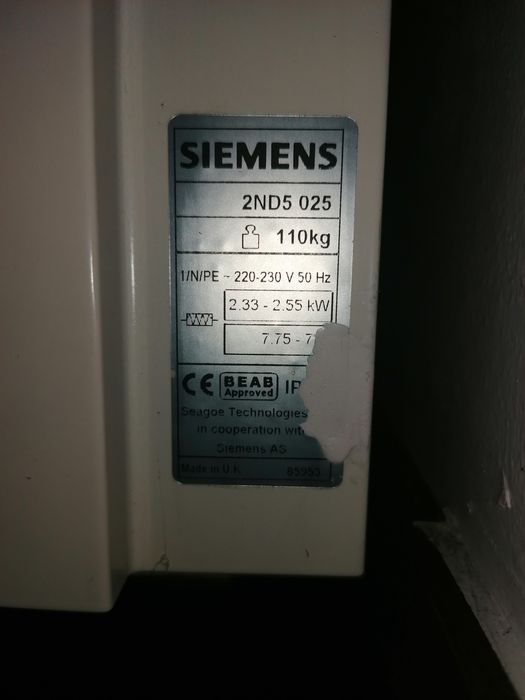 SIEMENS
2ND5 025
110kg
1/N/PE ~ 220-230 V 50 Hz
2.33 - 2.55 kW
7.75 - 7
CE BEAB Approved IP
Seagoe Technologies
in cooperation with
Siemens AS
Made in U.K. 85953